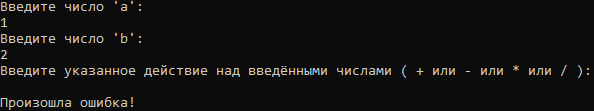 Введите число 'a':
1
Введите число 'b':
2
Введите указанное действие над введёнными числами ( + или - или * или / ):
Произошла ошибка!